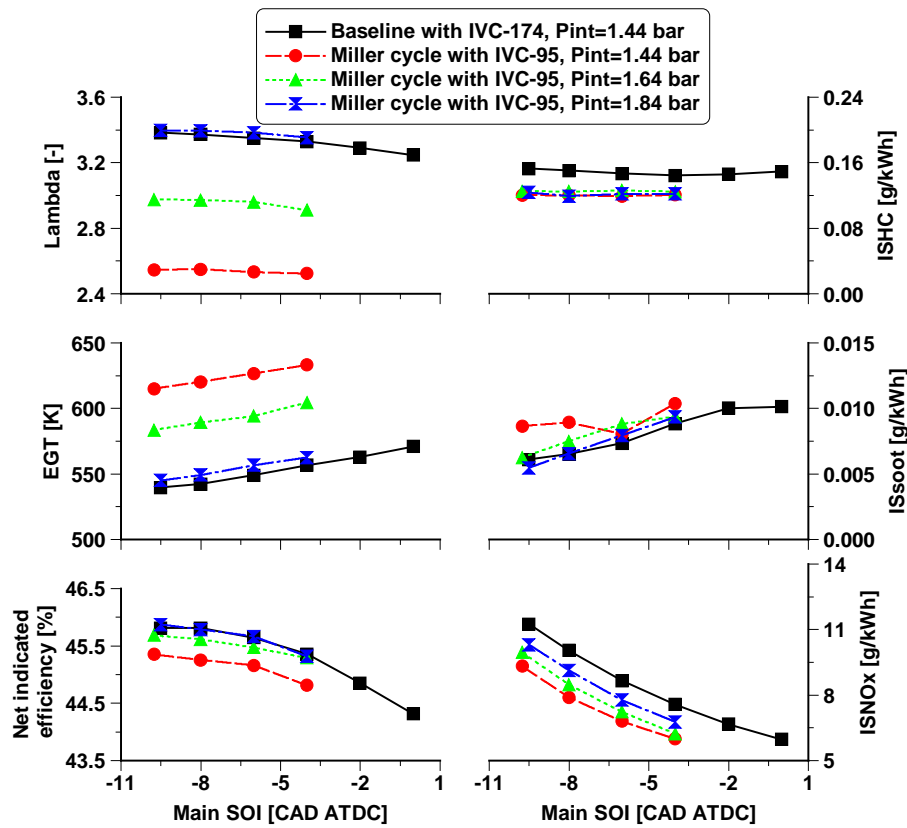 Baseline with IVC-174, Pint=1.44 bar
Miller cycle with IVC-95, Pint=1.44 bar
Miller cycle with IVC-95, Pint=1.64 bar
Miller cycle with IVC-95, Pint=1.84 bar
Lambda [-]
3.6
3.2
2.8
2.4
0.24
0.16
0.08
0.00
ISHC [g/kWh]
EGT [K]
650
600
550
500
0.015
0.010
0.005
0.000
ISsoot [g/kWh]
Net indicated
efficiency [%]
46.5
45.5
44.5
43.5
14
11
8
5
ISNOx [g/kWh]
-11 -8 -5 -2 1
-11 -8 -5 -2 1
Main SOI [CAD ATDC]
Main SOI [CAD ATDC]